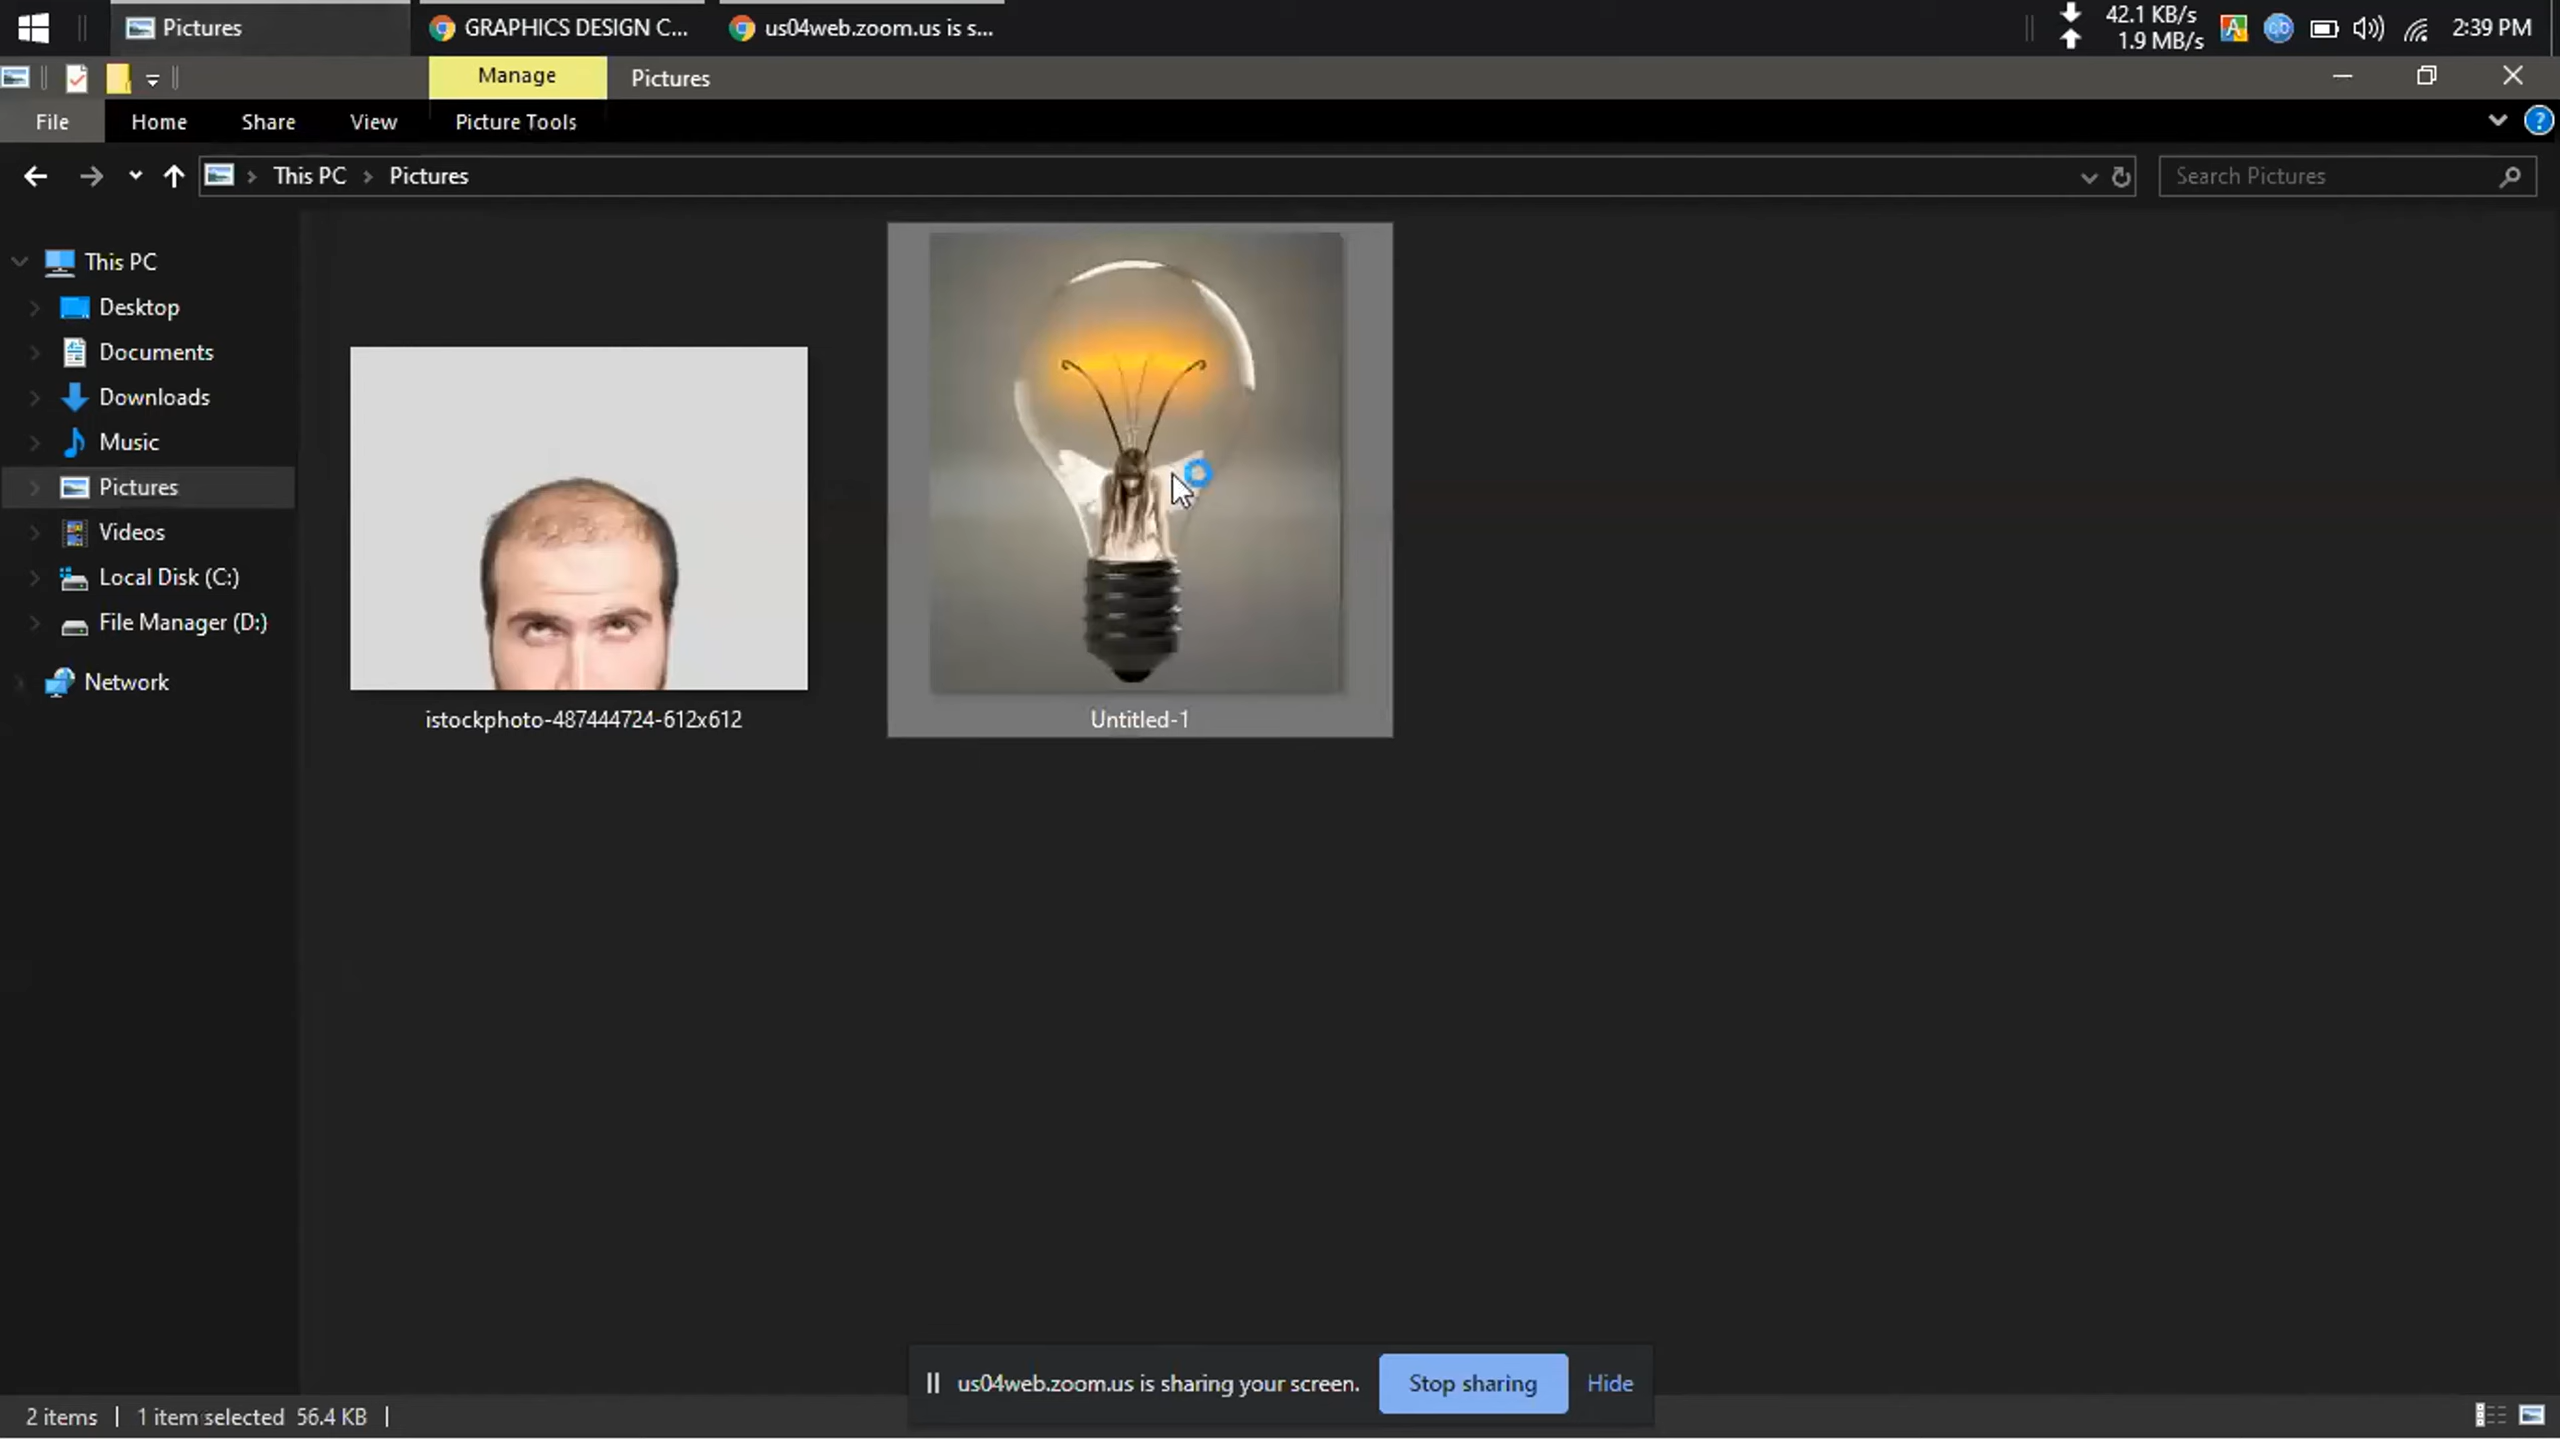 Pictures
GRAPHICS DESIGN C...
us04web.zoom.us is s...
42.1 KB/s
1.9 MB/s
2:39 PM
Manage
Pictures
File
Home
Share
View
Picture Tools
This PC
Pictures
Search Pictures
This PC
Desktop
Documents
Downloads
Music
Pictures
Videos
Local Disk (C:)
File Manager (D:)
Network
istockphoto-487444724-612x612
Untitled-1
us04web.zoom.us is sharing your screen.
Stop sharing
Hide
2 items
1 item selected 56.4 KB